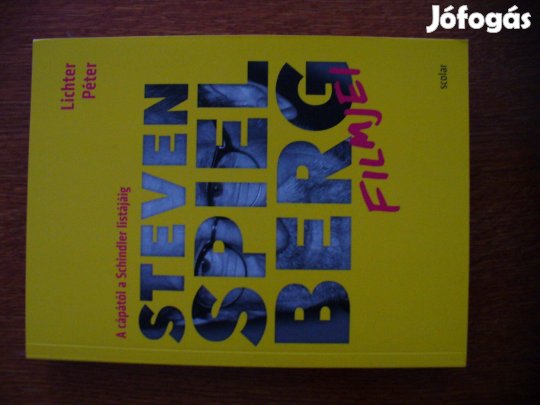 Jófogás
Lichter
Péter
A cápától a Schindler listájáig
STEVEN
SPIEL
BERG
FILMJEI
scolar